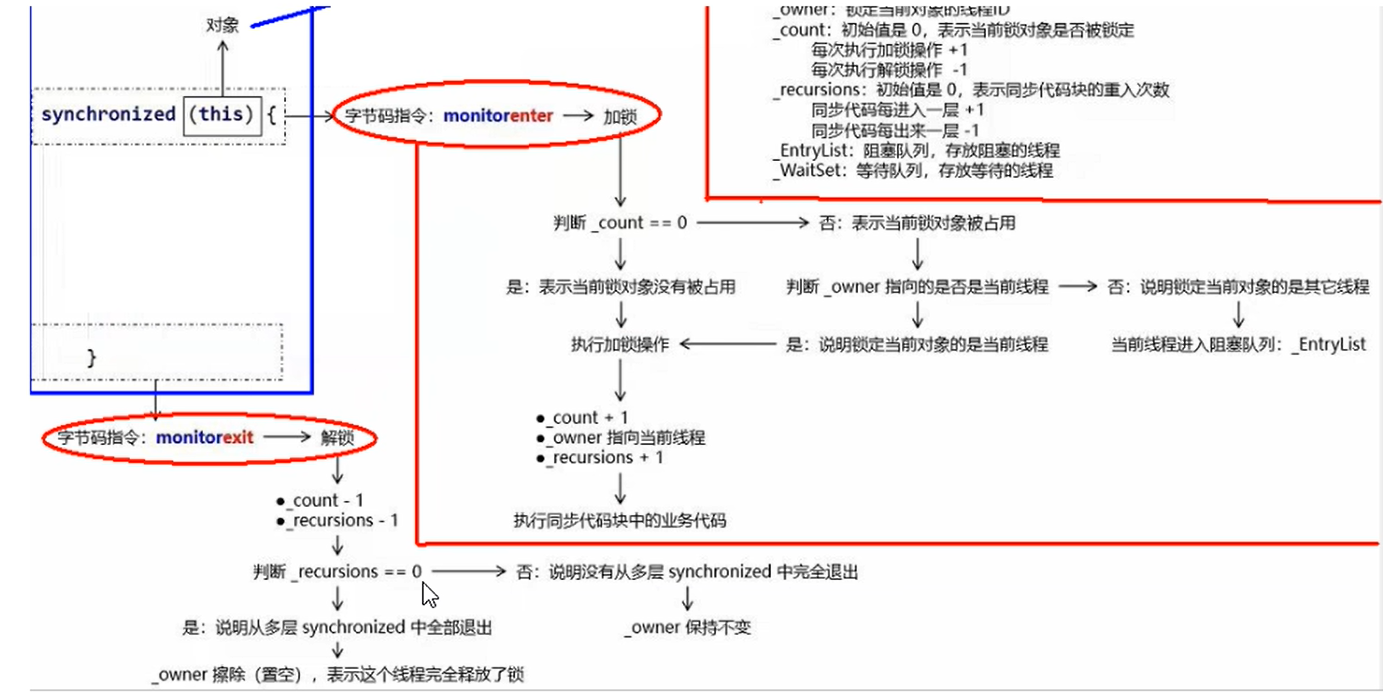 _owner：锁定当前对象的线程ID
_count：初始值是 0，表示当前锁对象是否被锁定
每次执行加锁操作 +1
每次执行解锁操作 -1
_recursions：初始值是 0，表示同步代码块的重入次数
同步代码每进入一层 +1
同步代码每出来一层 -1
_EntryList：阻塞队列，存放阻塞的线程
_WaitSet：等待队列，存放等待的线程
对象
synchronized (this) {
字节码指令：monitorenter
加锁
判断 _count == 0
否：表示当前锁对象被占用
是：表示当前锁对象没有被占用
判断 _owner 指向的是否是当前线程
否：说明锁定当前对象的是其它线程
执行加锁操作
是：说明锁定当前对象的是当前线程
当前线程进入阻塞队列：_EntryList
}
●_count + 1
●_owner 指向当前线程
●_recursions + 1
执行同步代码块中的业务代码
字节码指令：monitorexit
解锁
●_count - 1
●_recursions - 1
判断 _recursions == 0
否：说明没有从多层 synchronized 中完全退出
是：说明从多层 synchronized 中全部退出
_owner 保持不变
_owner 擦除（置空），表示这个线程完全释放了锁